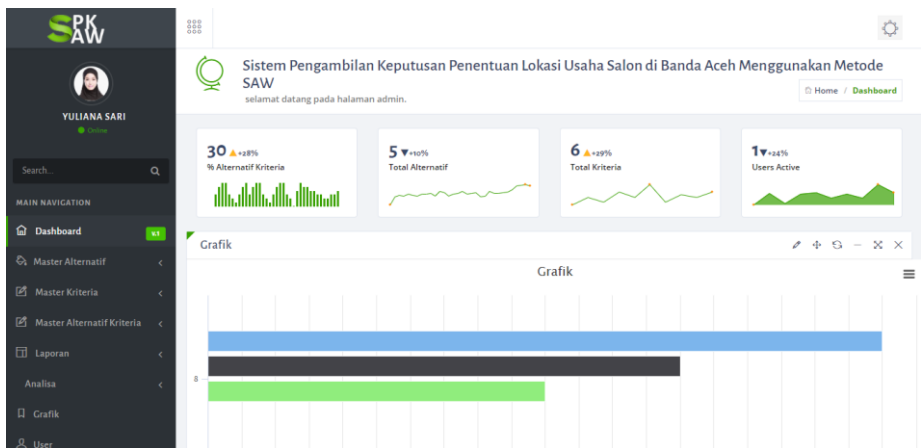 SPK
SAW
YULIANA SARI
Online
Search...
MAIN NAVIGATION
Dashboard
v.1
Master Alternatif
Master Kriteria
Master Alternatif Kriteria
Laporan
Analisa
Grafik
User
Sistem Pengambilan Keputusan Penentuan Lokasi Usaha Salon di Banda Aceh Menggunakan Metode
SAW
selamat datang pada halaman admin.
Home / Dashboard
30 +28%
% Alternatif Kriteria
5 +10%
Total Alternatif
6 +29%
Total Kriteria
1 +24%
Users Active
Grafik
Grafik
8